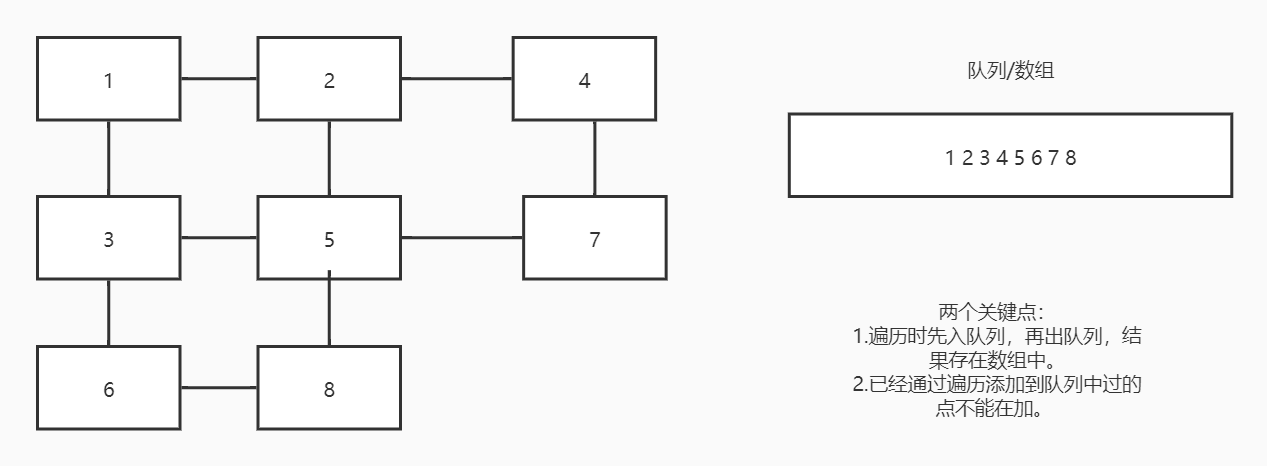 1
2
4
3
5
7
6
8
队列/数组
1 2 3 4 5 6 7 8
两个关键点：
1.遍历时先入队列，再出队列，结
果存在数组中。
2.已经通过遍历添加到队列中过的
点不能在加。